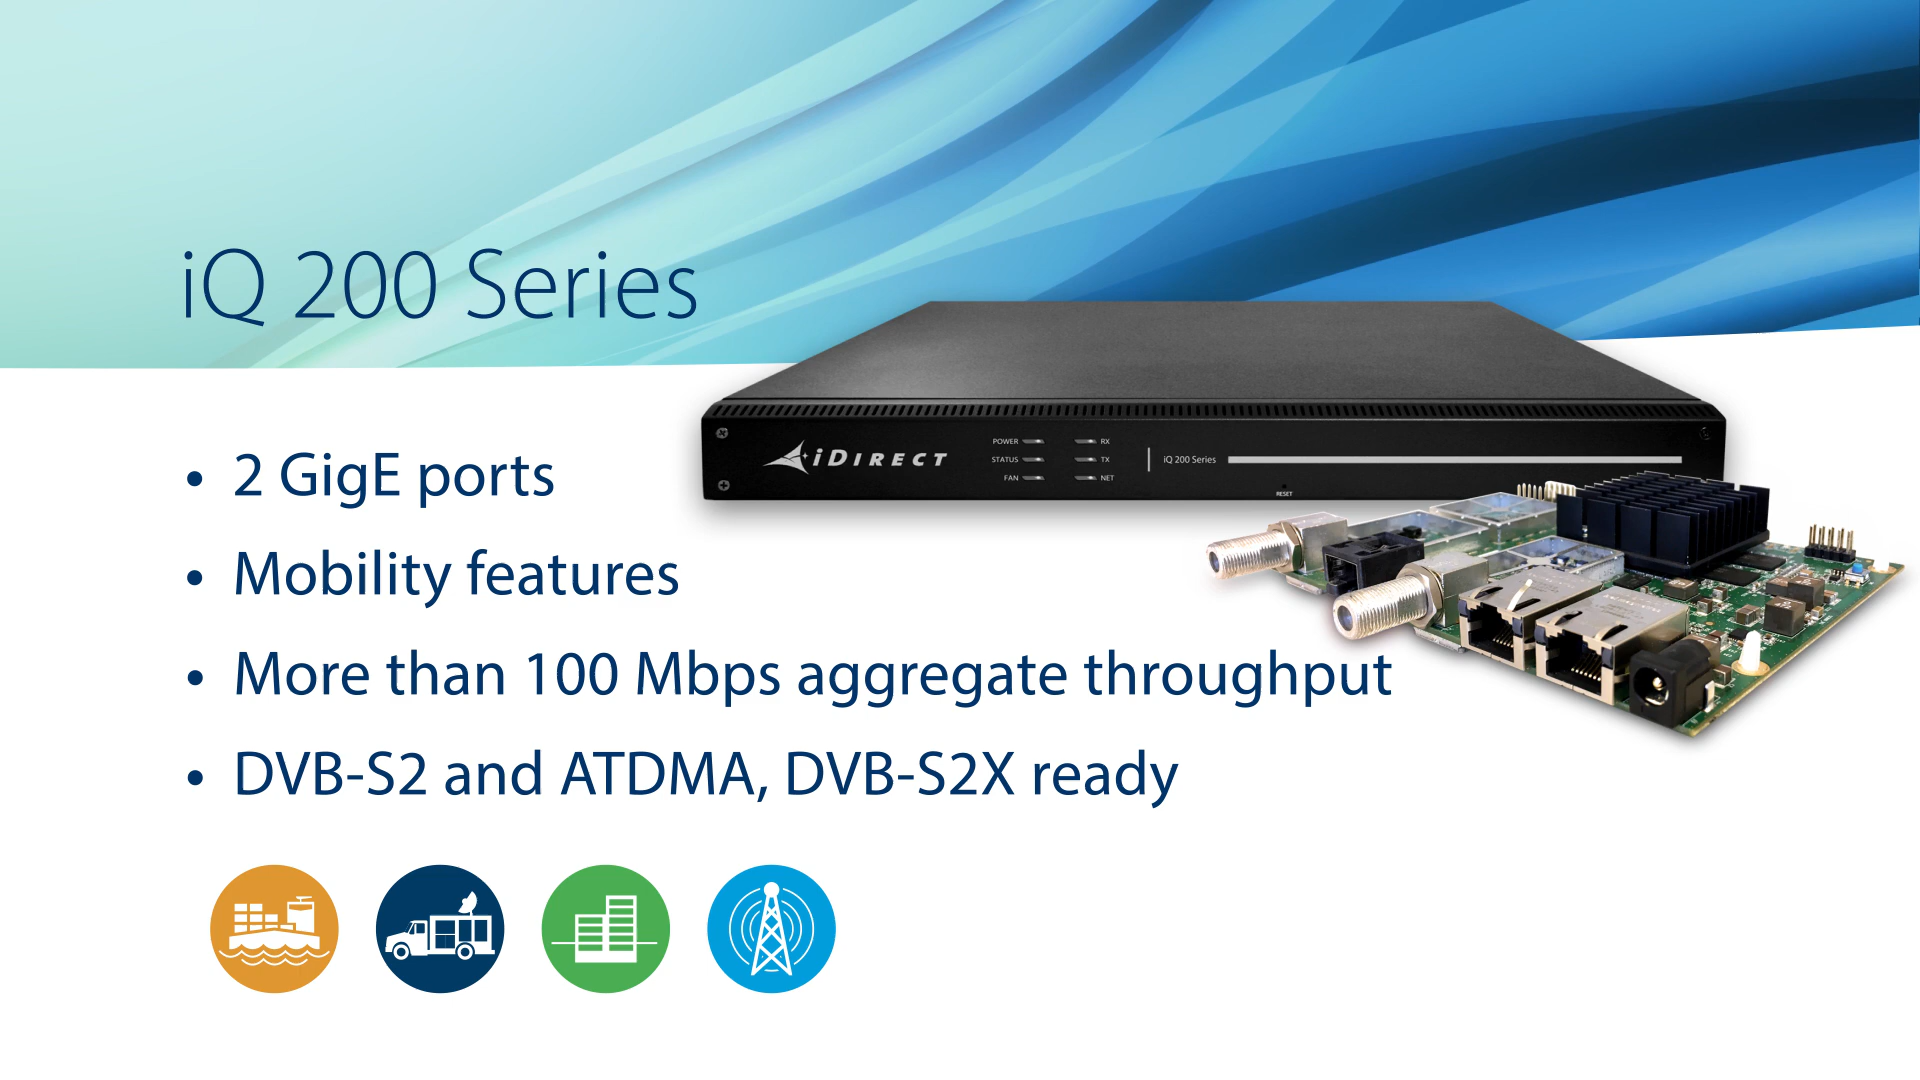 iQ 200 Series
iDIRECT
POWER
RX
STATUS
TX
FAN
NET
iQ 200 Series
RESET
• 2 GigE ports
• Mobility features
• More than 100 Mbps aggregate throughput
• DVB-S2 and ATDMA, DVB-S2X ready